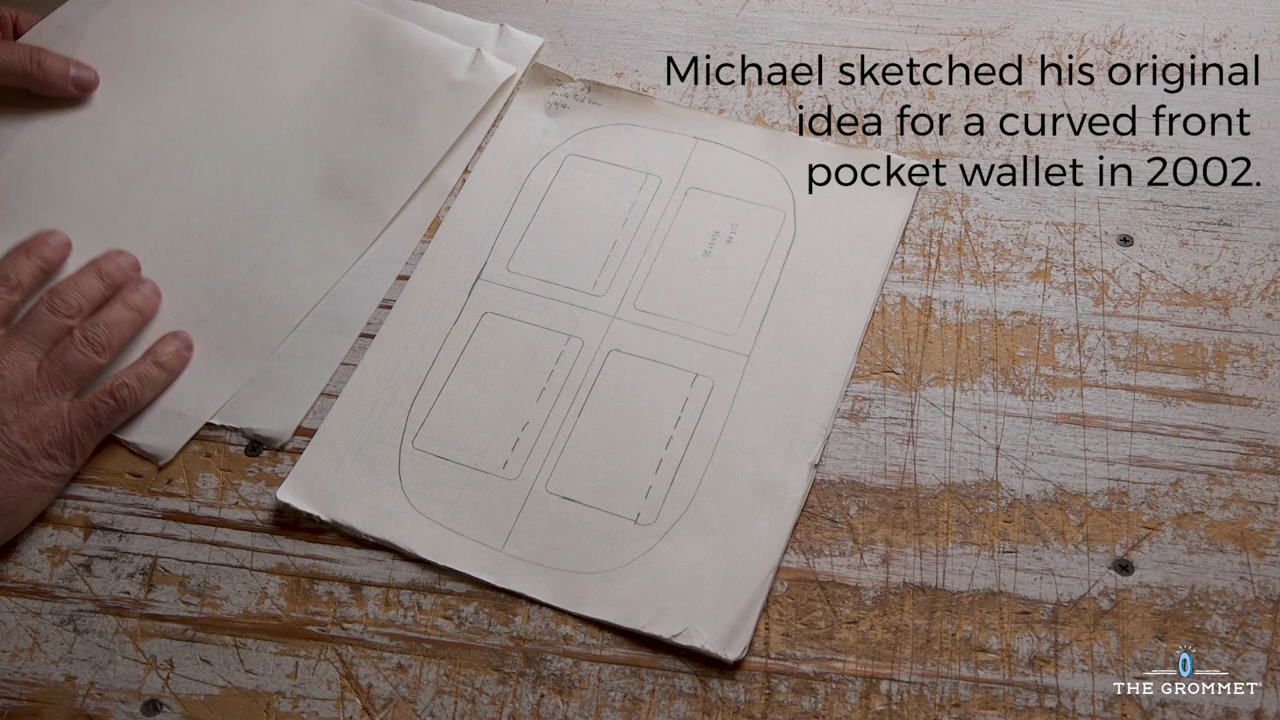 Michael sketched his original
idea for a curved front
pocket wallet in 2002.
THE GROMMET